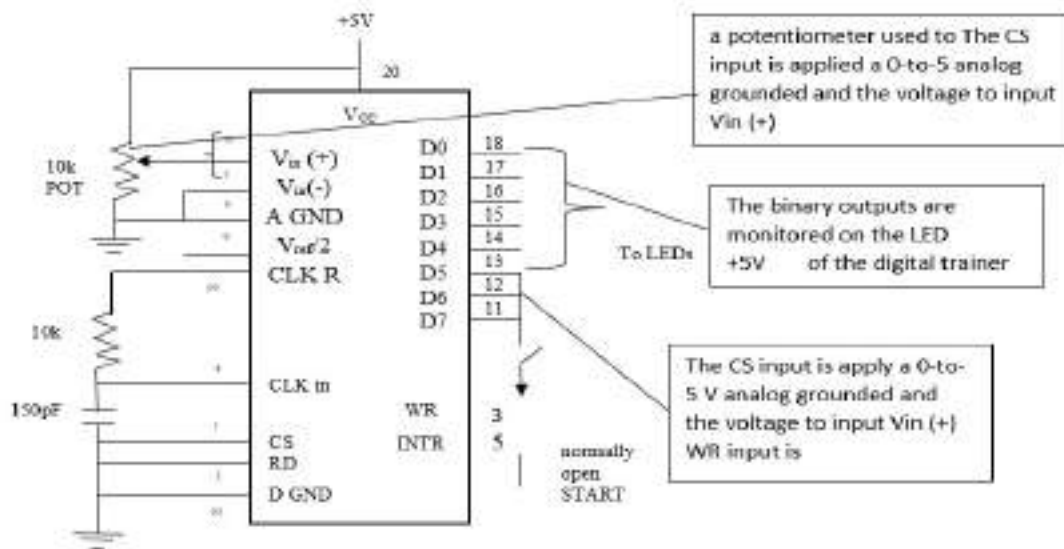 +5V
20
a potentiometer used to The CS
input is applied a 0-to-5 analog
grounded and the voltage to input
Vin (+)
Vcc
10k
POT
Vin (+)
Vin(-)
A GND
Vref/2
CLK R
D0
D1
D2
D3
D4
D5
D6
D7
18
17
16
15
14
13
12
11
To LEDs
The binary outputs are
monitored on the LED
+5V of the digital trainer
10k
150pF
CLK in
CS
RD
D GND
WR
INTR
3
5
normally
open
START
The CS input is apply a 0-to-
5 V analog grounded and
the voltage to input Vin (+)
WR input is